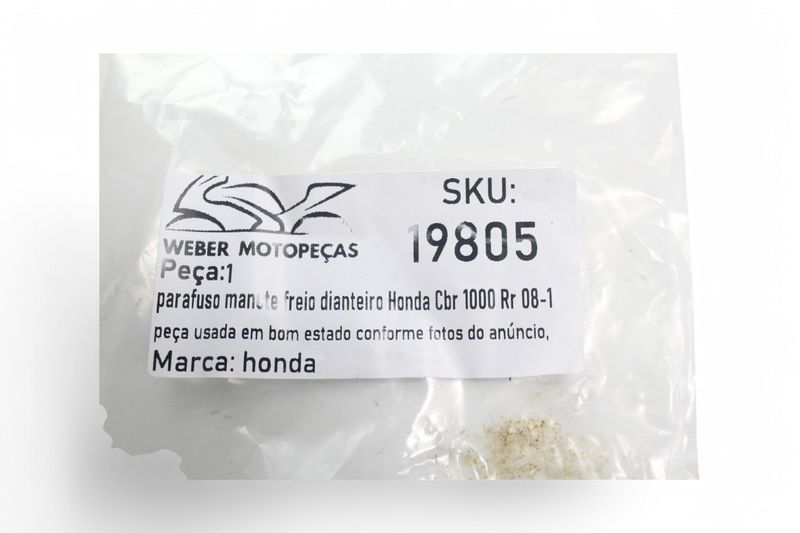 SKU:
19805
WEBER MOTOPEÇAS
Peça:1
parafuso manete freio dianteiro Honda Cbr 1000 Rr 08-1
peça usada em bom estado conforme fotos do anúncio,
Marca: honda